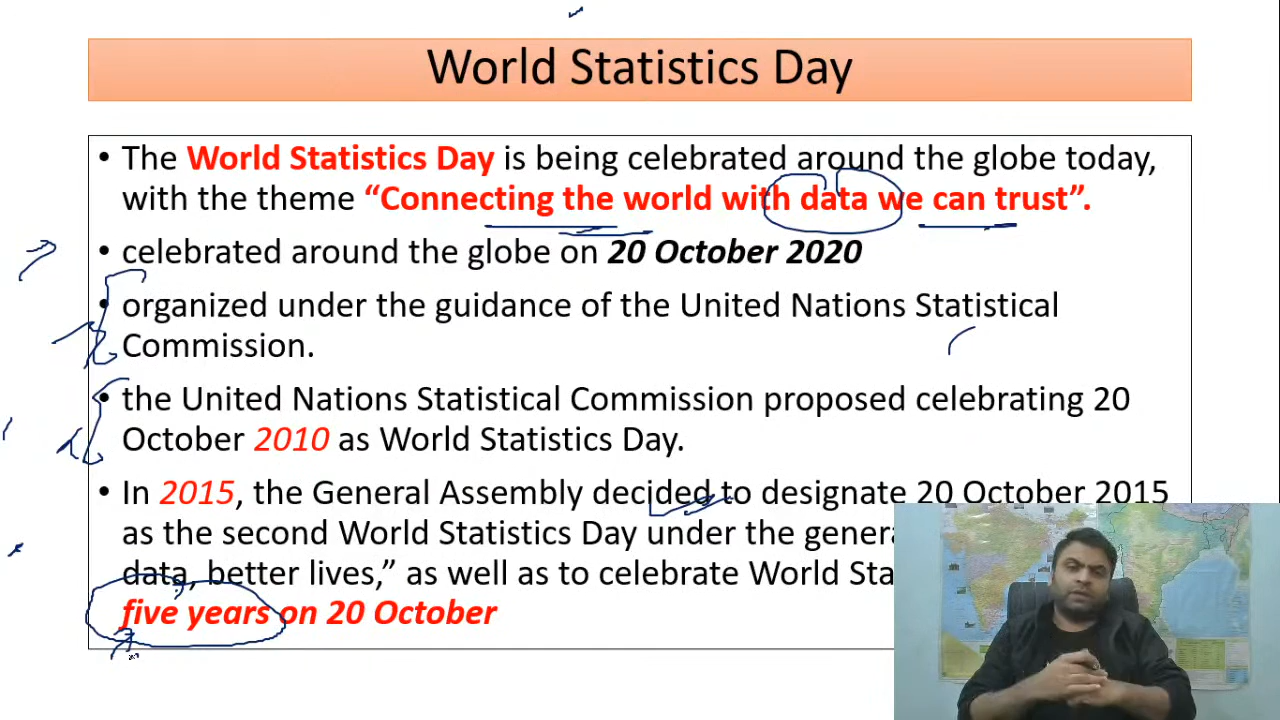 World Statistics Day
• The World Statistics Day is being celebrated around the globe today,
with the theme “Connecting the world with data we can trust”.
• celebrated around the globe on 20 October 2020
• organized under the guidance of the United Nations Statistical
Commission.
• the United Nations Statistical Commission proposed celebrating 20
October 2010 as World Statistics Day.
• In 2015, the General Assembly decided to designate 20 October 2015
as the second World Statistics Day under the genera
data, better lives,” as well as to celebrate World Sta
five years on 20 October